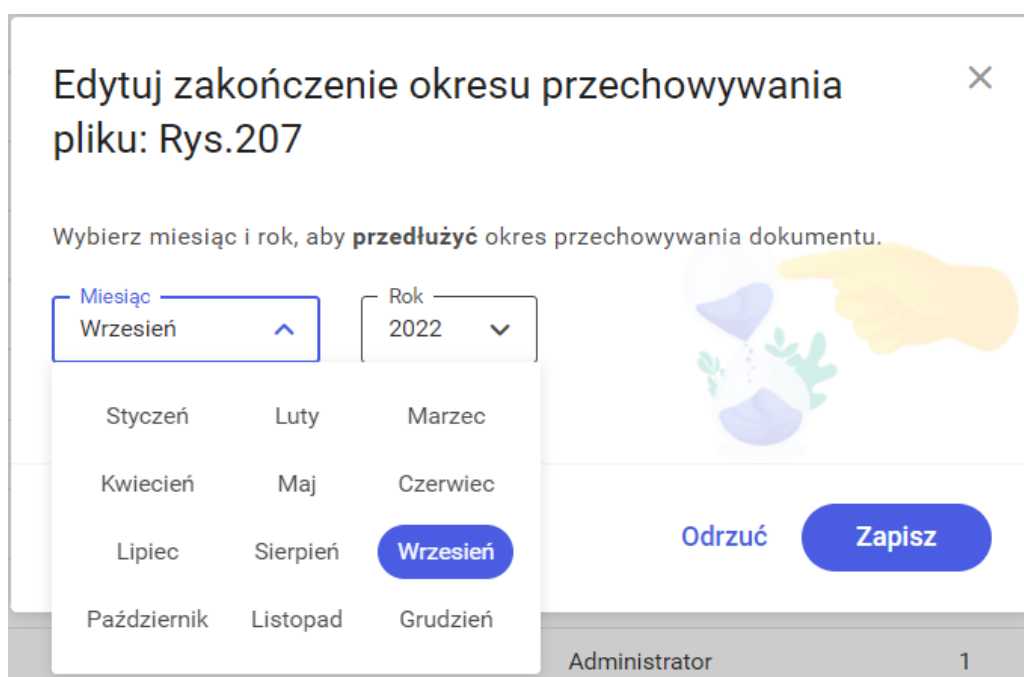 Edytuj zakończenie okresu przechowywania
pliku: Rys.207
Wybierz miesiąc i rok, aby przedłużyć okres przechowywania dokumentu.
Miesiąc
Wrzesień
Rok
2022
Styczeń Luty Marzec
Kwiecień Maj Czerwiec
Lipiec Sierpień Wrzesień
Październik Listopad Grudzień
Odrzuć Zapisz
Administrator 1